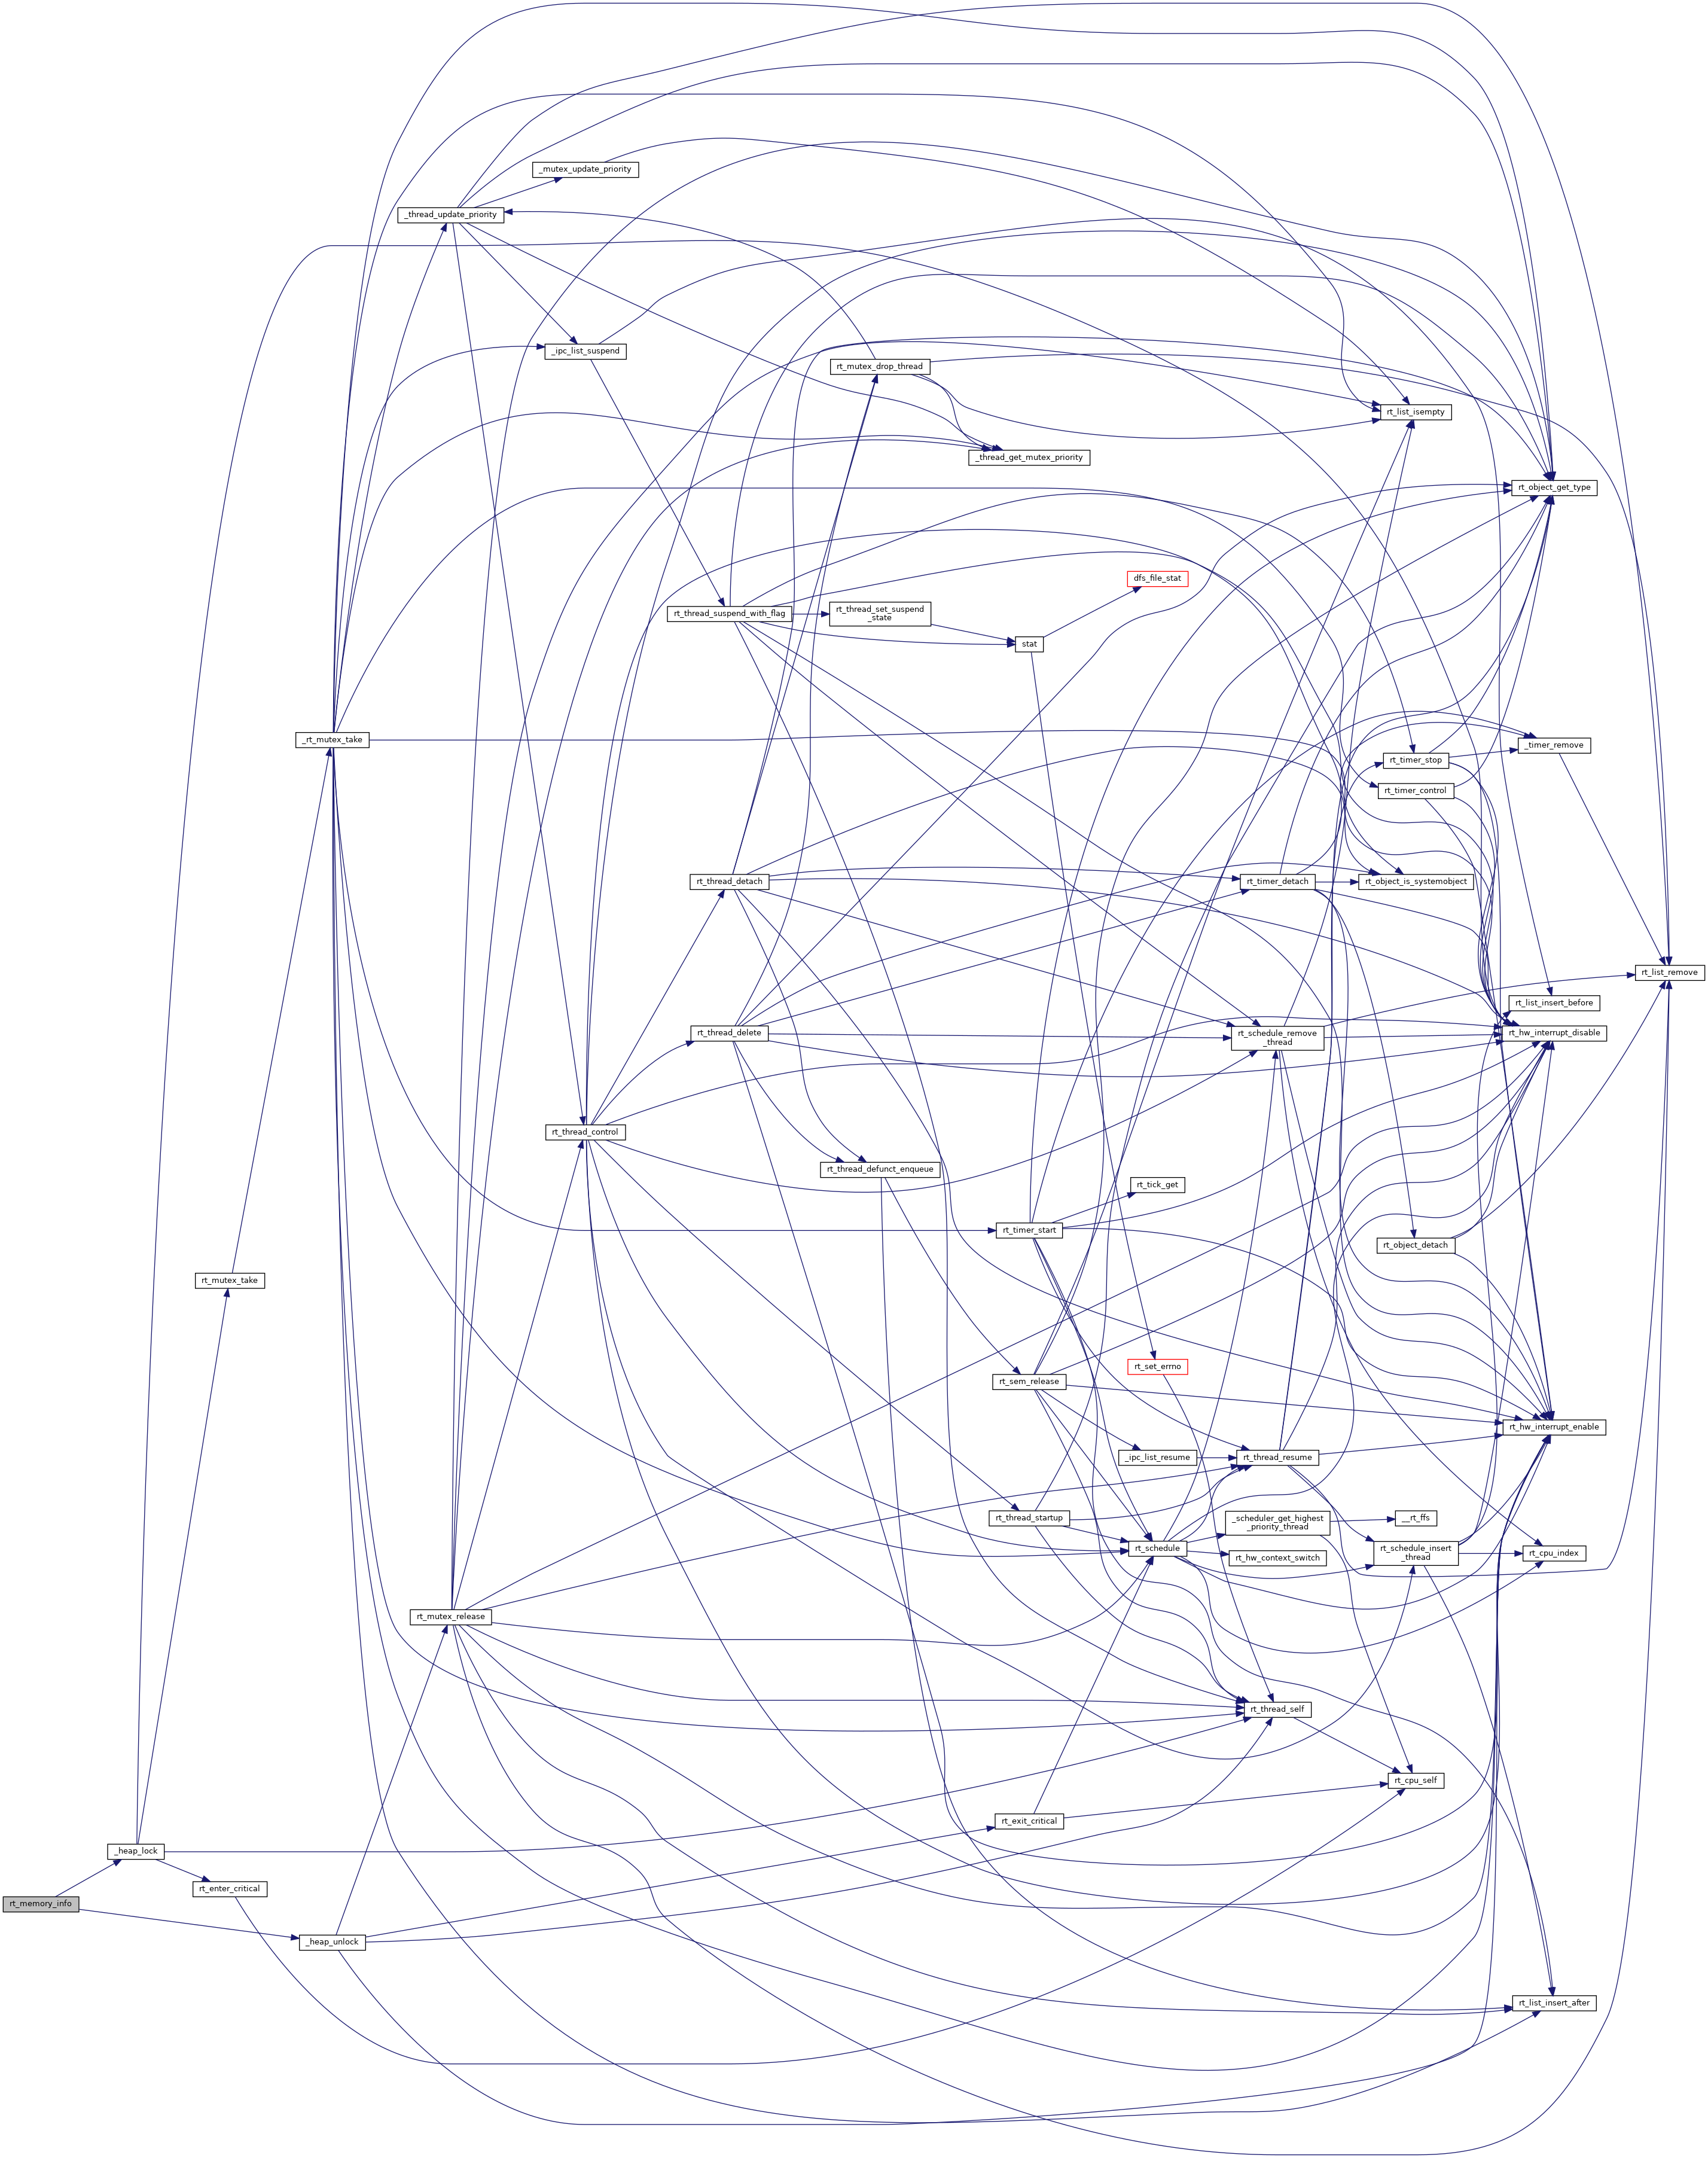 _mutex_update_priority
_thread_update_priority
_ipc_list_suspend
rt_mutex_drop_thread
rt_list_isempty
_thread_get_mutex_priority
rt_object_get_type
dfs_file_stat
rt_thread_suspend_with_flag
rt_thread_set_suspend
_state
stat
_rt_mutex_take
_timer_remove
rt_timer_stop
rt_timer_control
rt_thread_detach
rt_timer_detach
rt_object_is_systemobject
rt_list_remove
rt_list_insert_before
rt_thread_delete
rt_schedule_remove
_thread
rt_hw_interrupt_disable
rt_thread_control
rt_thread_defunct_enqueue
rt_tick_get
rt_timer_start
rt_object_detach
rt_mutex_take
rt_set_errno
rt_sem_release
rt_hw_interrupt_enable
_ipc_list_resume
rt_thread_resume
rt_thread_startup
_scheduler_get_highest
_priority_thread
__rt_ffs
rt_schedule
rt_hw_context_switch
rt_schedule_insert
_thread
rt_cpu_index
rt_mutex_release
rt_thread_self
rt_cpu_self
rt_exit_critical
_heap_lock
rt_enter_critical
rt_memory_info
_heap_unlock
rt_list_insert_after